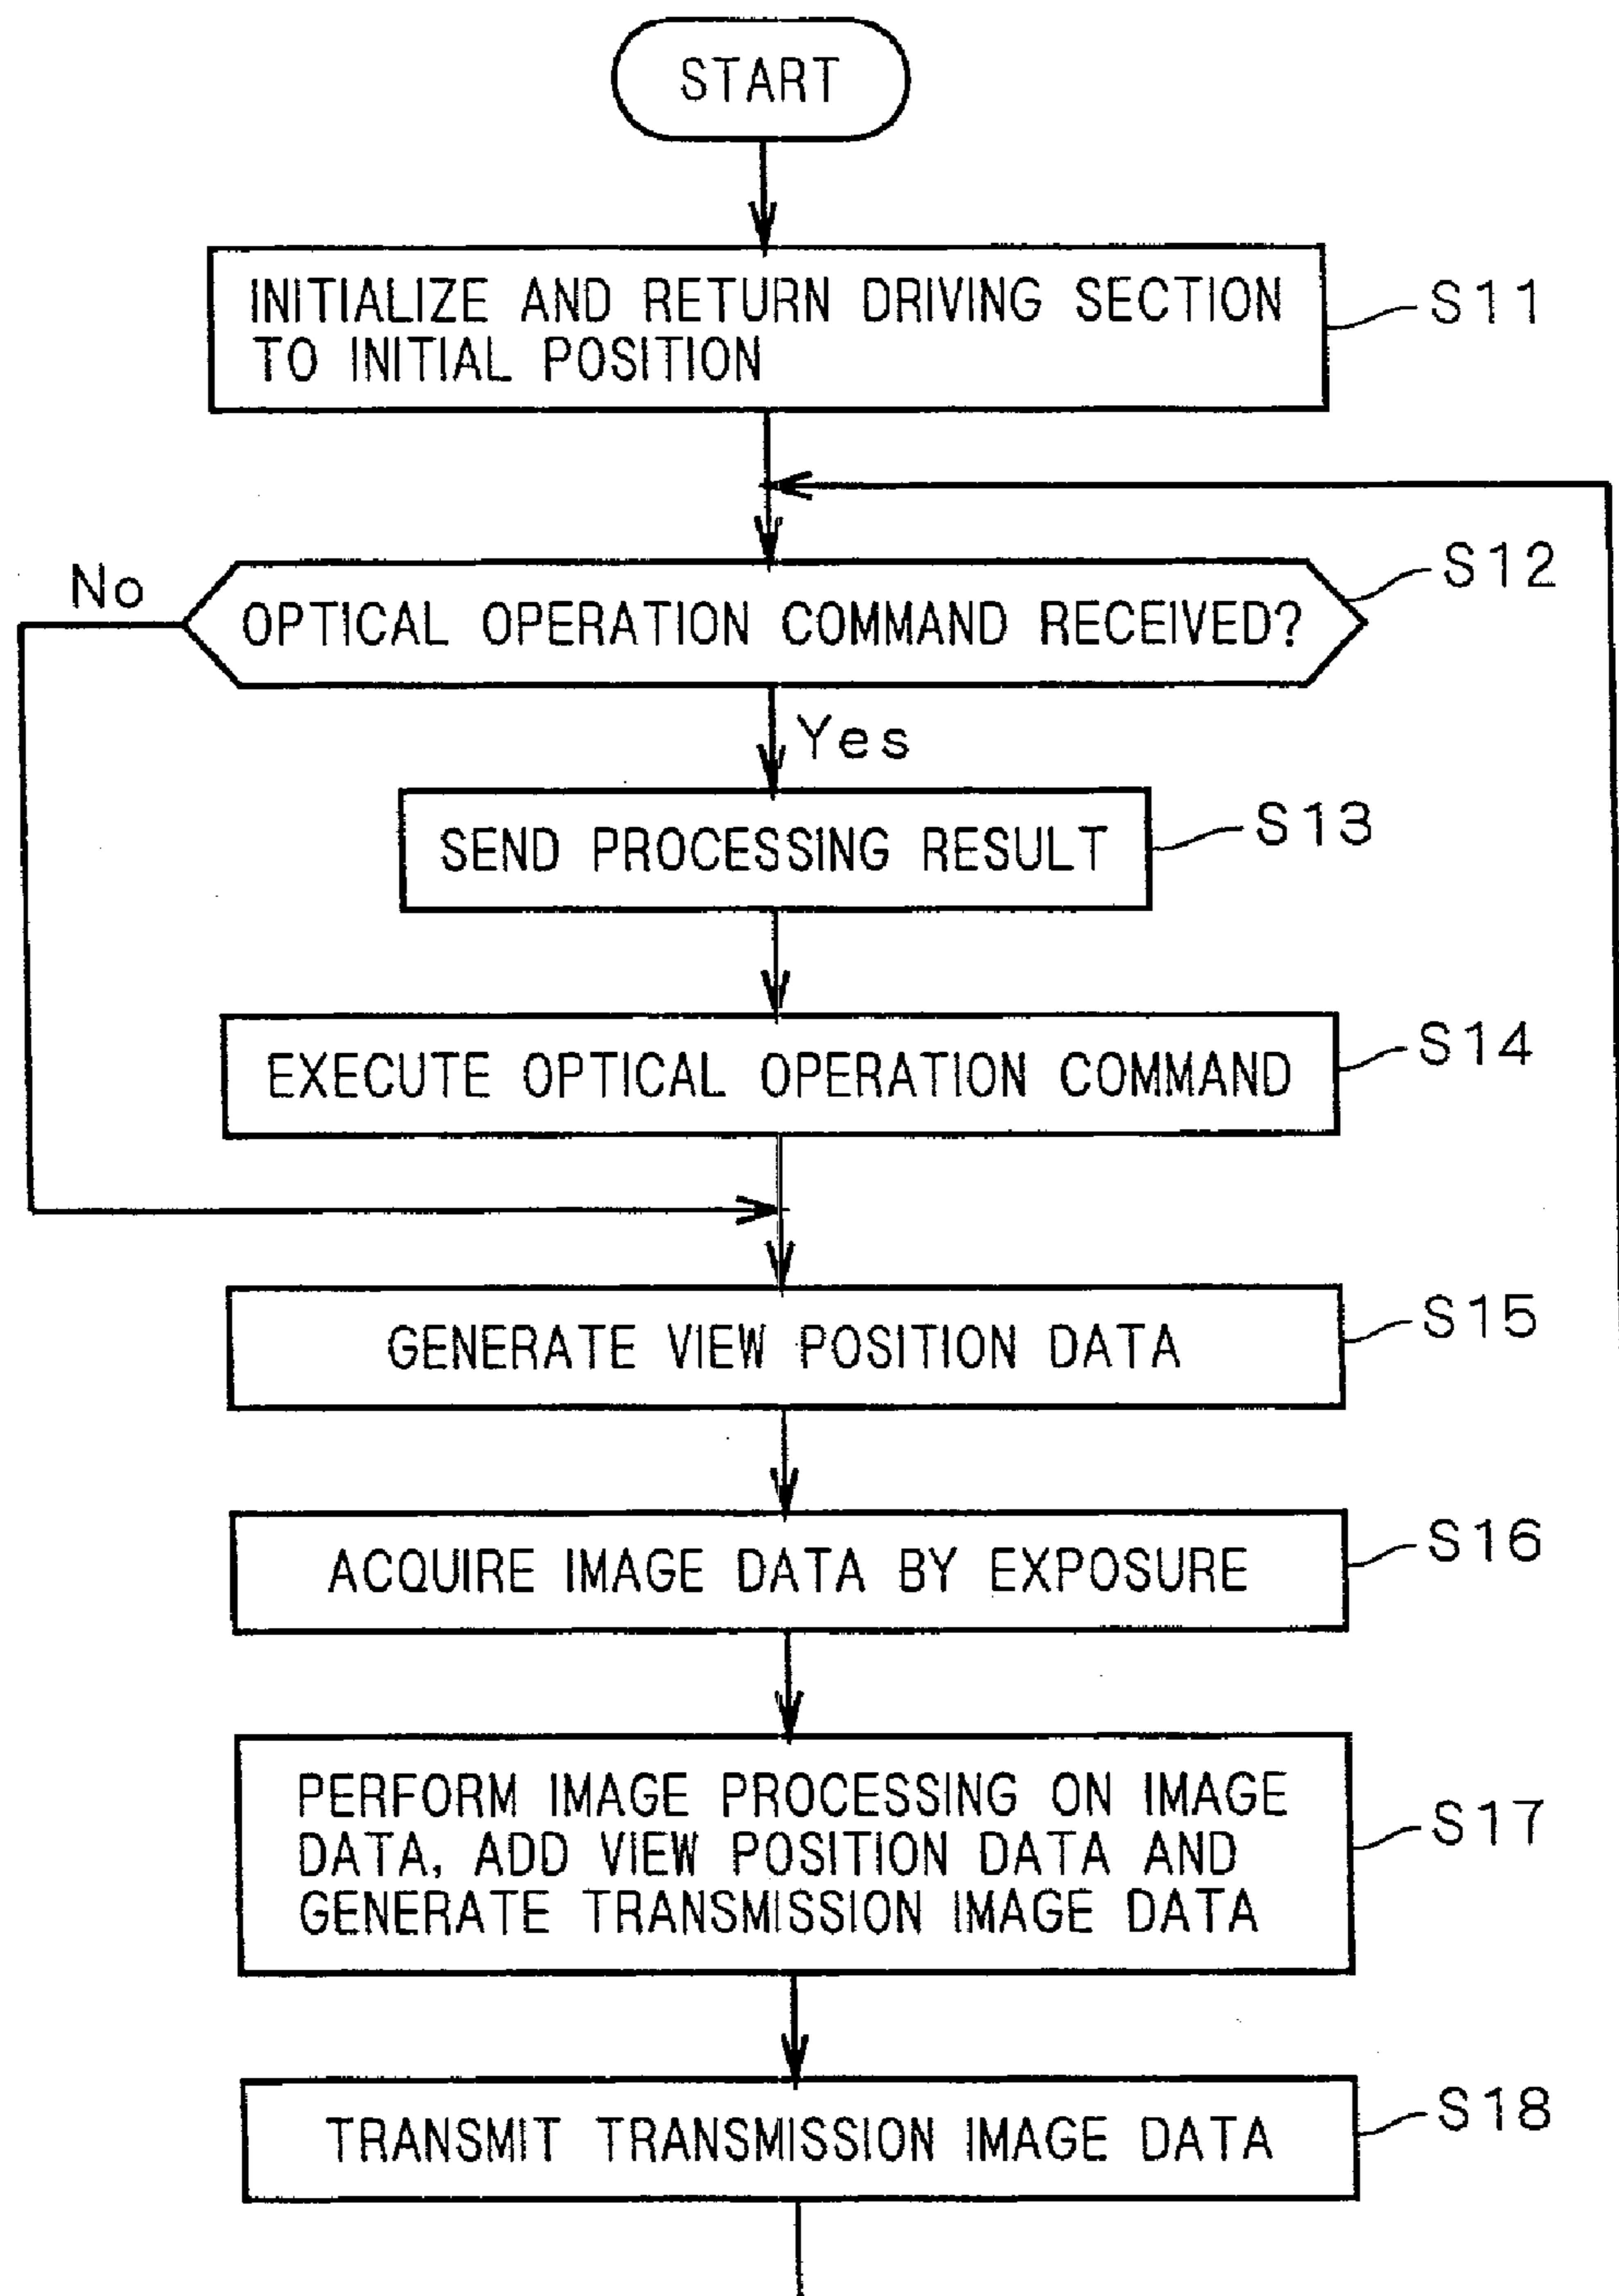 START
INITIALIZE AND RETURN DRIVING SECTION
TO INITIAL POSITION
S11
No
OPTICAL OPERATION COMMAND RECEIVED?
S12
Yes
SEND PROCESSING RESULT
S13
EXECUTE OPTICAL OPERATION COMMAND
S14
GENERATE VIEW POSITION DATA
S15
ACQUIRE IMAGE DATA BY EXPOSURE
S16
PERFORM IMAGE PROCESSING ON IMAGE
DATA, ADD VIEW POSITION DATA AND
GENERATE TRANSMISSION IMAGE DATA
S17
TRANSMIT TRANSMISSION IMAGE DATA
S18